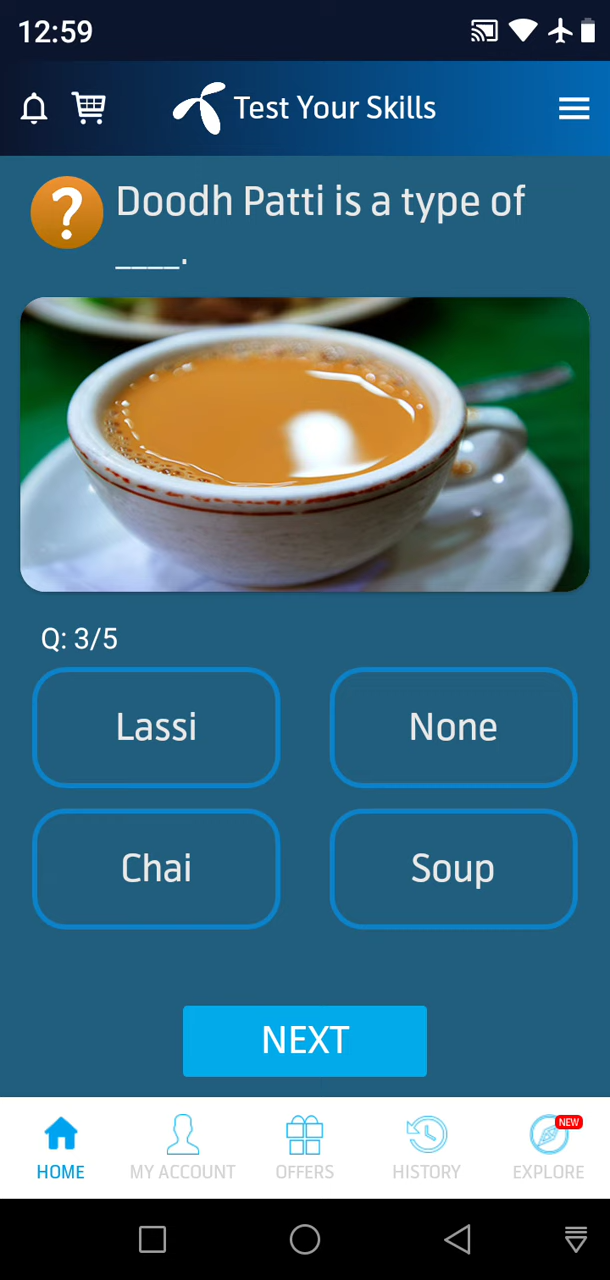 12:59
Test Your Skills
?
Doodh Patti is a type of
____.
Q: 3/5
Lassi
None
Chai
Soup
NEXT
NEW
HOME
MY ACCOUNT
OFFERS
HISTORY
EXPLORE